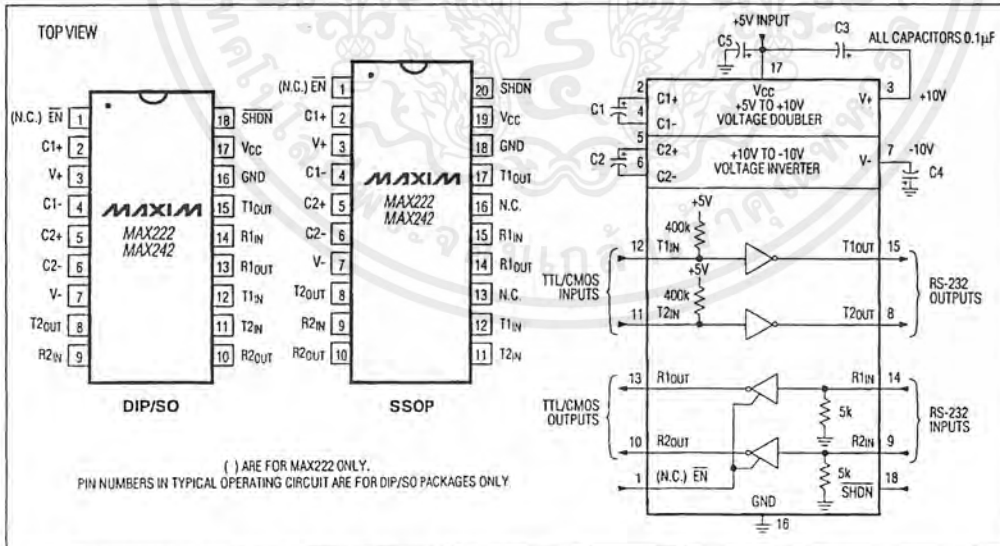 TOP VIEW
(N.C.) EN 1
C1+ 2
V+ 3
C1- 4
C2+ 5
C2- 6
V- 7
T2OUT 8
R2IN 9
18 SHDN
17 VCC
16 GND
15 T1OUT
14 R1IN
13 R1OUT
12 T1IN
11 T2IN
10 R2OUT
MAXIM
MAX222
MAX242
DIP/SO
(N.C.) EN 1
C1+ 2
V+ 3
C1- 4
C2+ 5
C2- 6
V- 7
T2OUT 8
R2IN 9
R2OUT 10
20 SHDN
19 VCC
18 GND
17 T1OUT
16 N.C.
15 R1IN
14 R1OUT
13 N.C.
12 T1IN
11 T2IN
MAXIM
MAX222
MAX242
SSOP
( ) ARE FOR MAX222 ONLY.
PIN NUMBERS IN TYPICAL OPERATING CIRCUIT ARE FOR DIP/SO PACKAGES ONLY
+5V INPUT
C3
ALL CAPACITORS 0.1µF
C5
17
2
C1+
VCC
3
+5V TO +10V
VOLTAGE DOUBLER
V+
+10V
C1
4
C1-
5
C2+
+10V TO -10V
VOLTAGE INVERTER
7
V-
-10V
C2
6
C2-
C4
+5V
400k
12 T1IN
T1OUT 15
+5V
TTL/CMOS
INPUTS
400k
RS-232
OUTPUTS
11 T2IN
T2OUT 8
13 R1OUT
R1IN 14
TTL/CMOS
OUTPUTS
5k
RS-232
INPUTS
10 R2OUT
R2IN 9
5k
1 (N.C.) EN
SHDN 18
GND
16